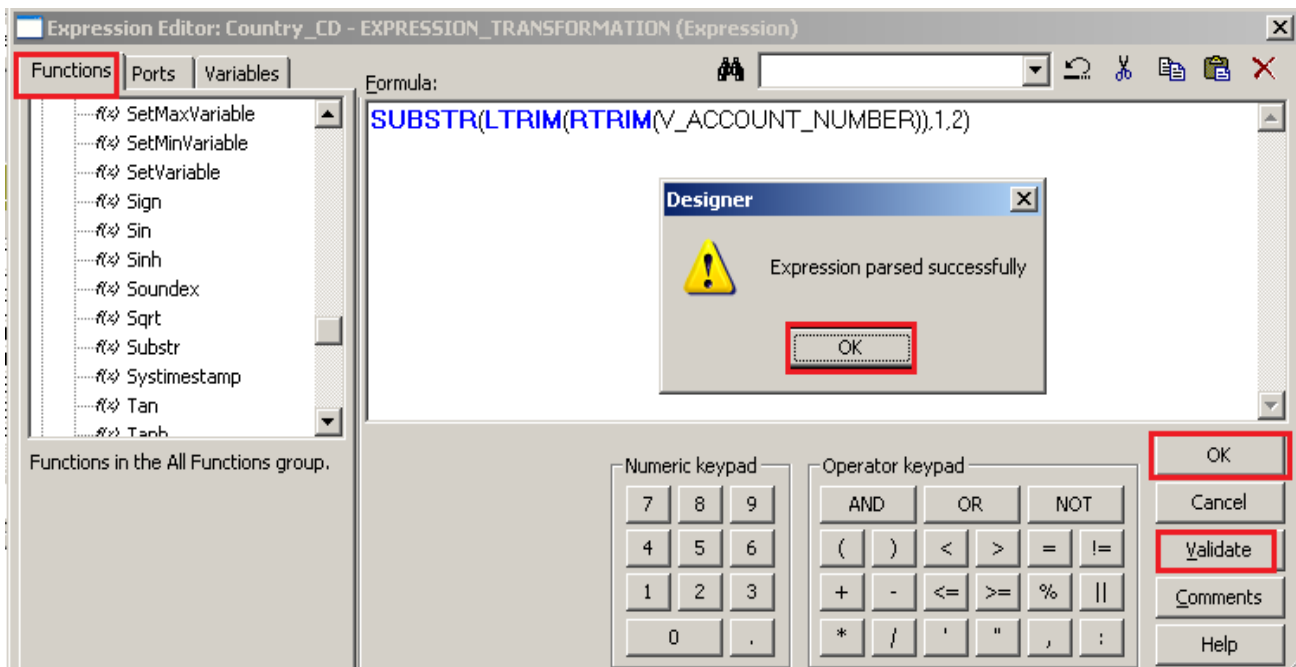 Expression Editor: Country_CD - EXPRESSION_TRANSFORMATION (Expression)
Functions Ports Variables
Formula:
f(x) SetMaxVariable
f(x) SetMinVariable
f(x) SetVariable
f(x) Sign
f(x) Sin
f(x) Sinh
f(x) Soundex
f(x) Sqrt
f(x) Substr
f(x) Systimestamp
f(x) Tan
f(x) Tanh
Functions in the All Functions group.
SUBSTR(LTRIM(RTRIM(V_ACCOUNT_NUMBER)),1,2)
Designer
Expression parsed successfully
OK
Numeric keypad
7 8 9
4 5 6
1 2 3
0 .
Operator keypad
AND OR NOT
( ) < > = !=
+ - <= >= % ||
* / ' " , :
OK
Cancel
Validate
Comments
Help